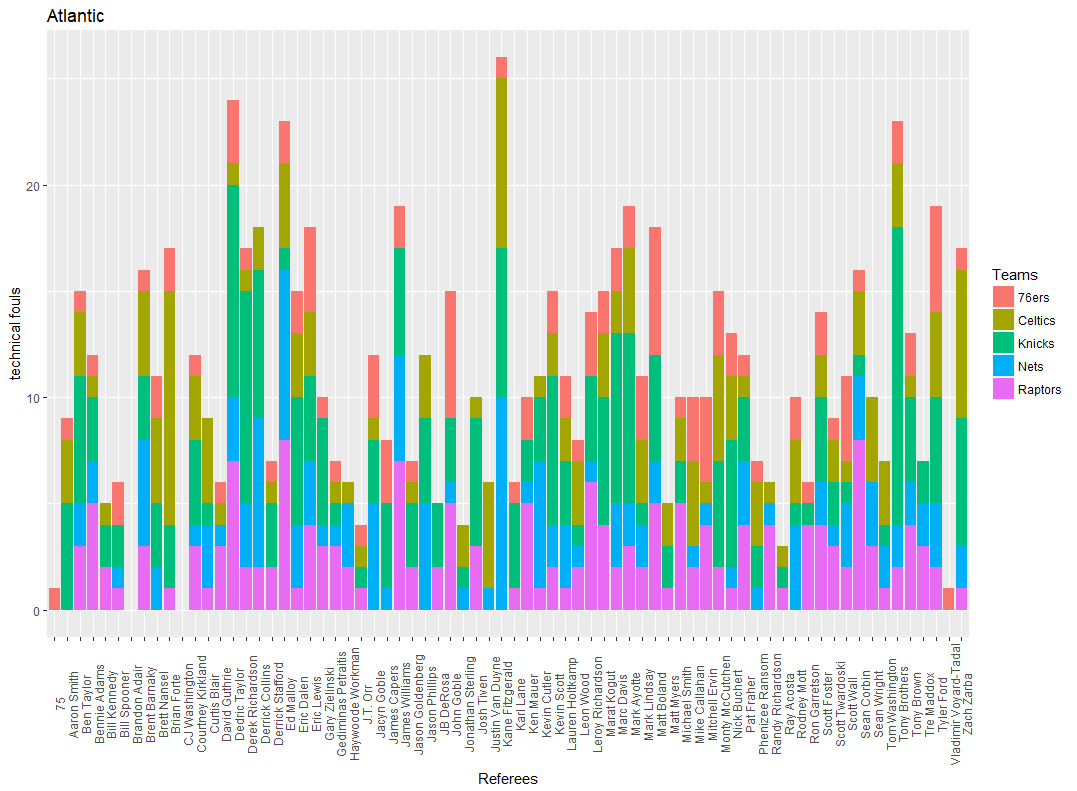 Atlantic
technical fouls
20
10
0
75
Aaron Smith
Ben Taylor
Bennie Adams
Bill Kennedy
Bill Spooner
Brandon Adair
Brent Barnaky
Brett Nansel
Brian Forte
CJ Washington
Courtney Kirkland
Curtis Blair
David Guthrie
Dedric Taylor
Derek Richardson
Derrick Collins
Derrick Stafford
Ed Malloy
Eric Dalen
Eric Lewis
Gary Zielinski
Gediminas Petraitis
Haywoode Workman
J.T. Orr
Jacyn Goble
James Capers
James Williams
Jason Goldenberg
Jason Phillips
JB DeRosa
John Goble
Jonathan Sterling
Josh Tiven
Justin Van Duyne
Kane Fitzgerald
Karl Lane
Ken Mauer
Kevin Cutler
Kevin Scott
Lauren Holtkamp
Leon Wood
Leroy Richardson
Marat Kogut
Marc Davis
Mark Ayotte
Mark Lindsay
Matt Boland
Matt Myers
Michael Smith
Mike Callahan
Mitchell Ervin
Monty McCutchen
Nick Buchert
Pat Fraher
Phenizee Ransom
Randy Richardson
Ray Acosta
Rodney Mott
Ron Garretson
Scott Foster
Scott Twardoski
Scott Wall
Sean Corbin
Sean Wright
Tom Washington
Tony Brothers
Tony Brown
Tre Maddox
Tyler Ford
Vladimir Voyard-Tadal
Zach Zarba
Referees
Teams
76ers
Celtics
Knicks
Nets
Raptors